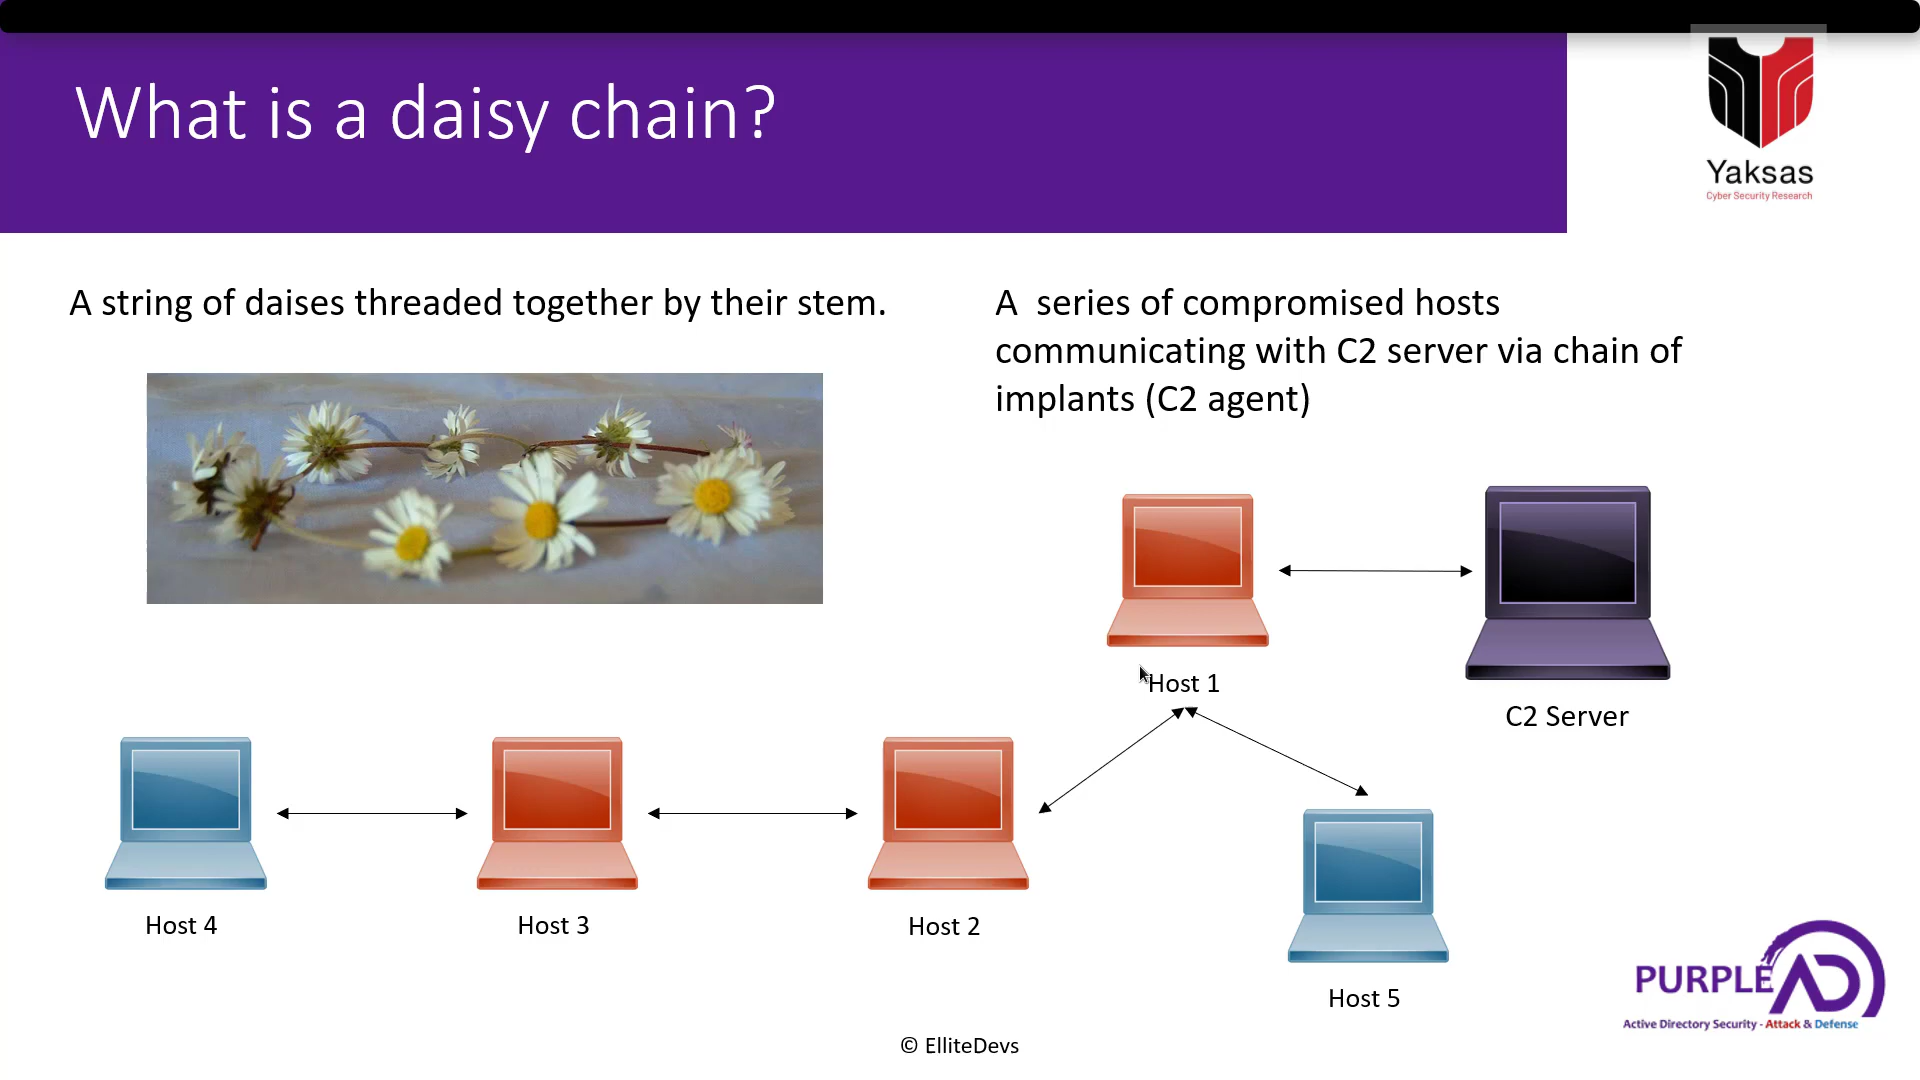 What is a daisy chain?
Yaksas
Cyber Security Research
A string of daises threaded together by their stem.
A  series of compromised hosts
communicating with C2 server via chain of
implants (C2 agent)
Host 1
C2 Server
Host 4
Host 3
Host 2
Host 5
PURPLE AD
Active Directory Security - Attack & Defense
© ElliteDevs